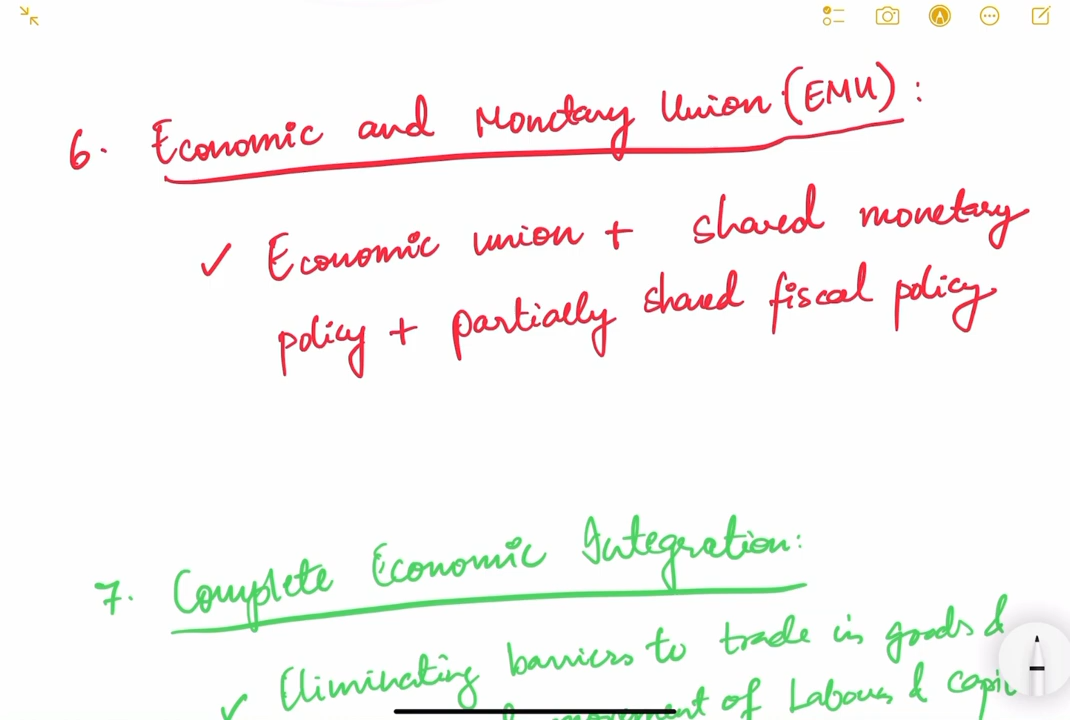 6. Economic and Monetary Union (EMU) :
✓ Economic union + shared monetary
policy + partially shared fiscal policy
7. Complete Economic Integration:
✓ Eliminating barriers to trade in goods &
movement of Labour & capi